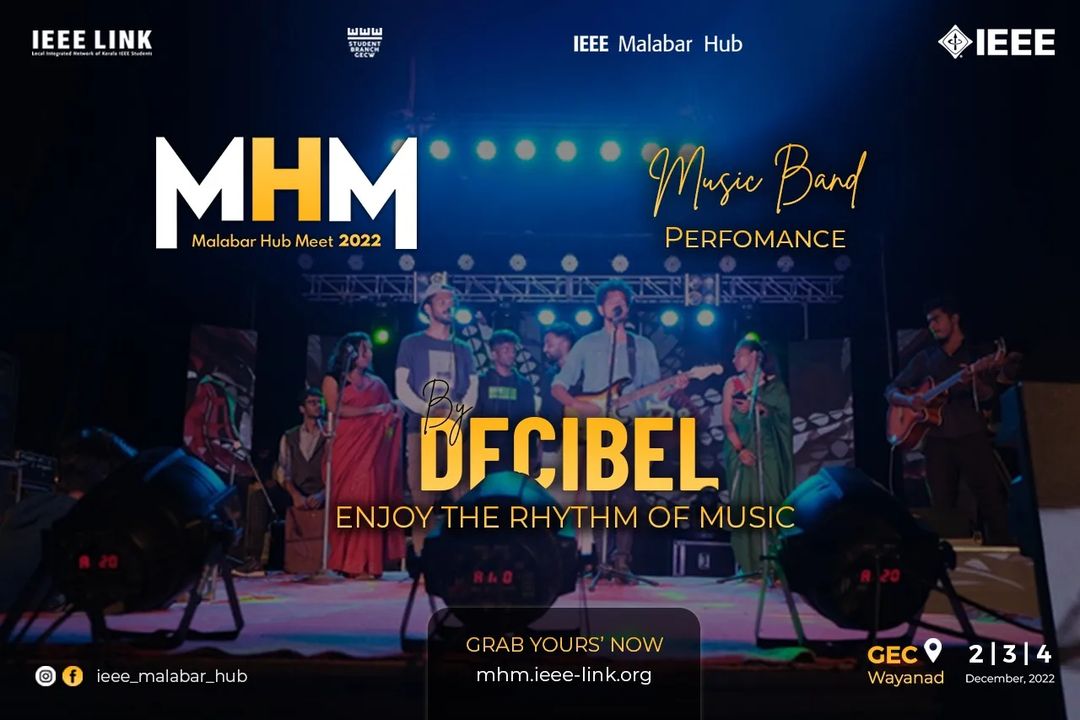 IEEE LINK
Local Integrated Network of Kerala IEEE Students
STUDENT
BRANCH
GECW
IEEE Malabar Hub
IEEE
MHM
Malabar Hub Meet 2022
Music Band
PERFOMANCE
By
DECIBEL
ENJOY THE RHYTHM OF MUSIC
A 20
A 20
GRAB YOURS' NOW
mhm.ieee-link.org
ieee_malabar_hub
GEC
Wayanad
2 | 3 | 4
December, 2022